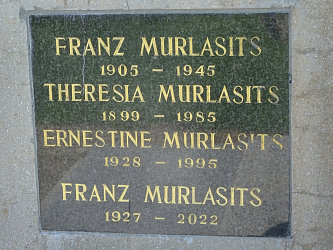 FRANZ MURLASITS
1905 – 1945
THERESIA MURLASITS
1899 – 1985
ERNESTINE MURLASITS
1928 – 1995
FRANZ MURLASITS
1927 – 2022